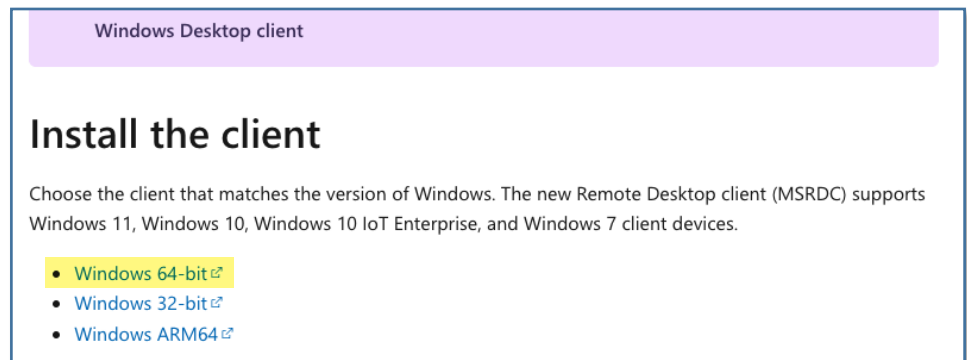 Windows Desktop client
Install the client
Choose the client that matches the version of Windows. The new Remote Desktop client (MSRDC) supports
Windows 11, Windows 10, Windows 10 IoT Enterprise, and Windows 7 client devices.
• Windows 64-bit
• Windows 32-bit
• Windows ARM64